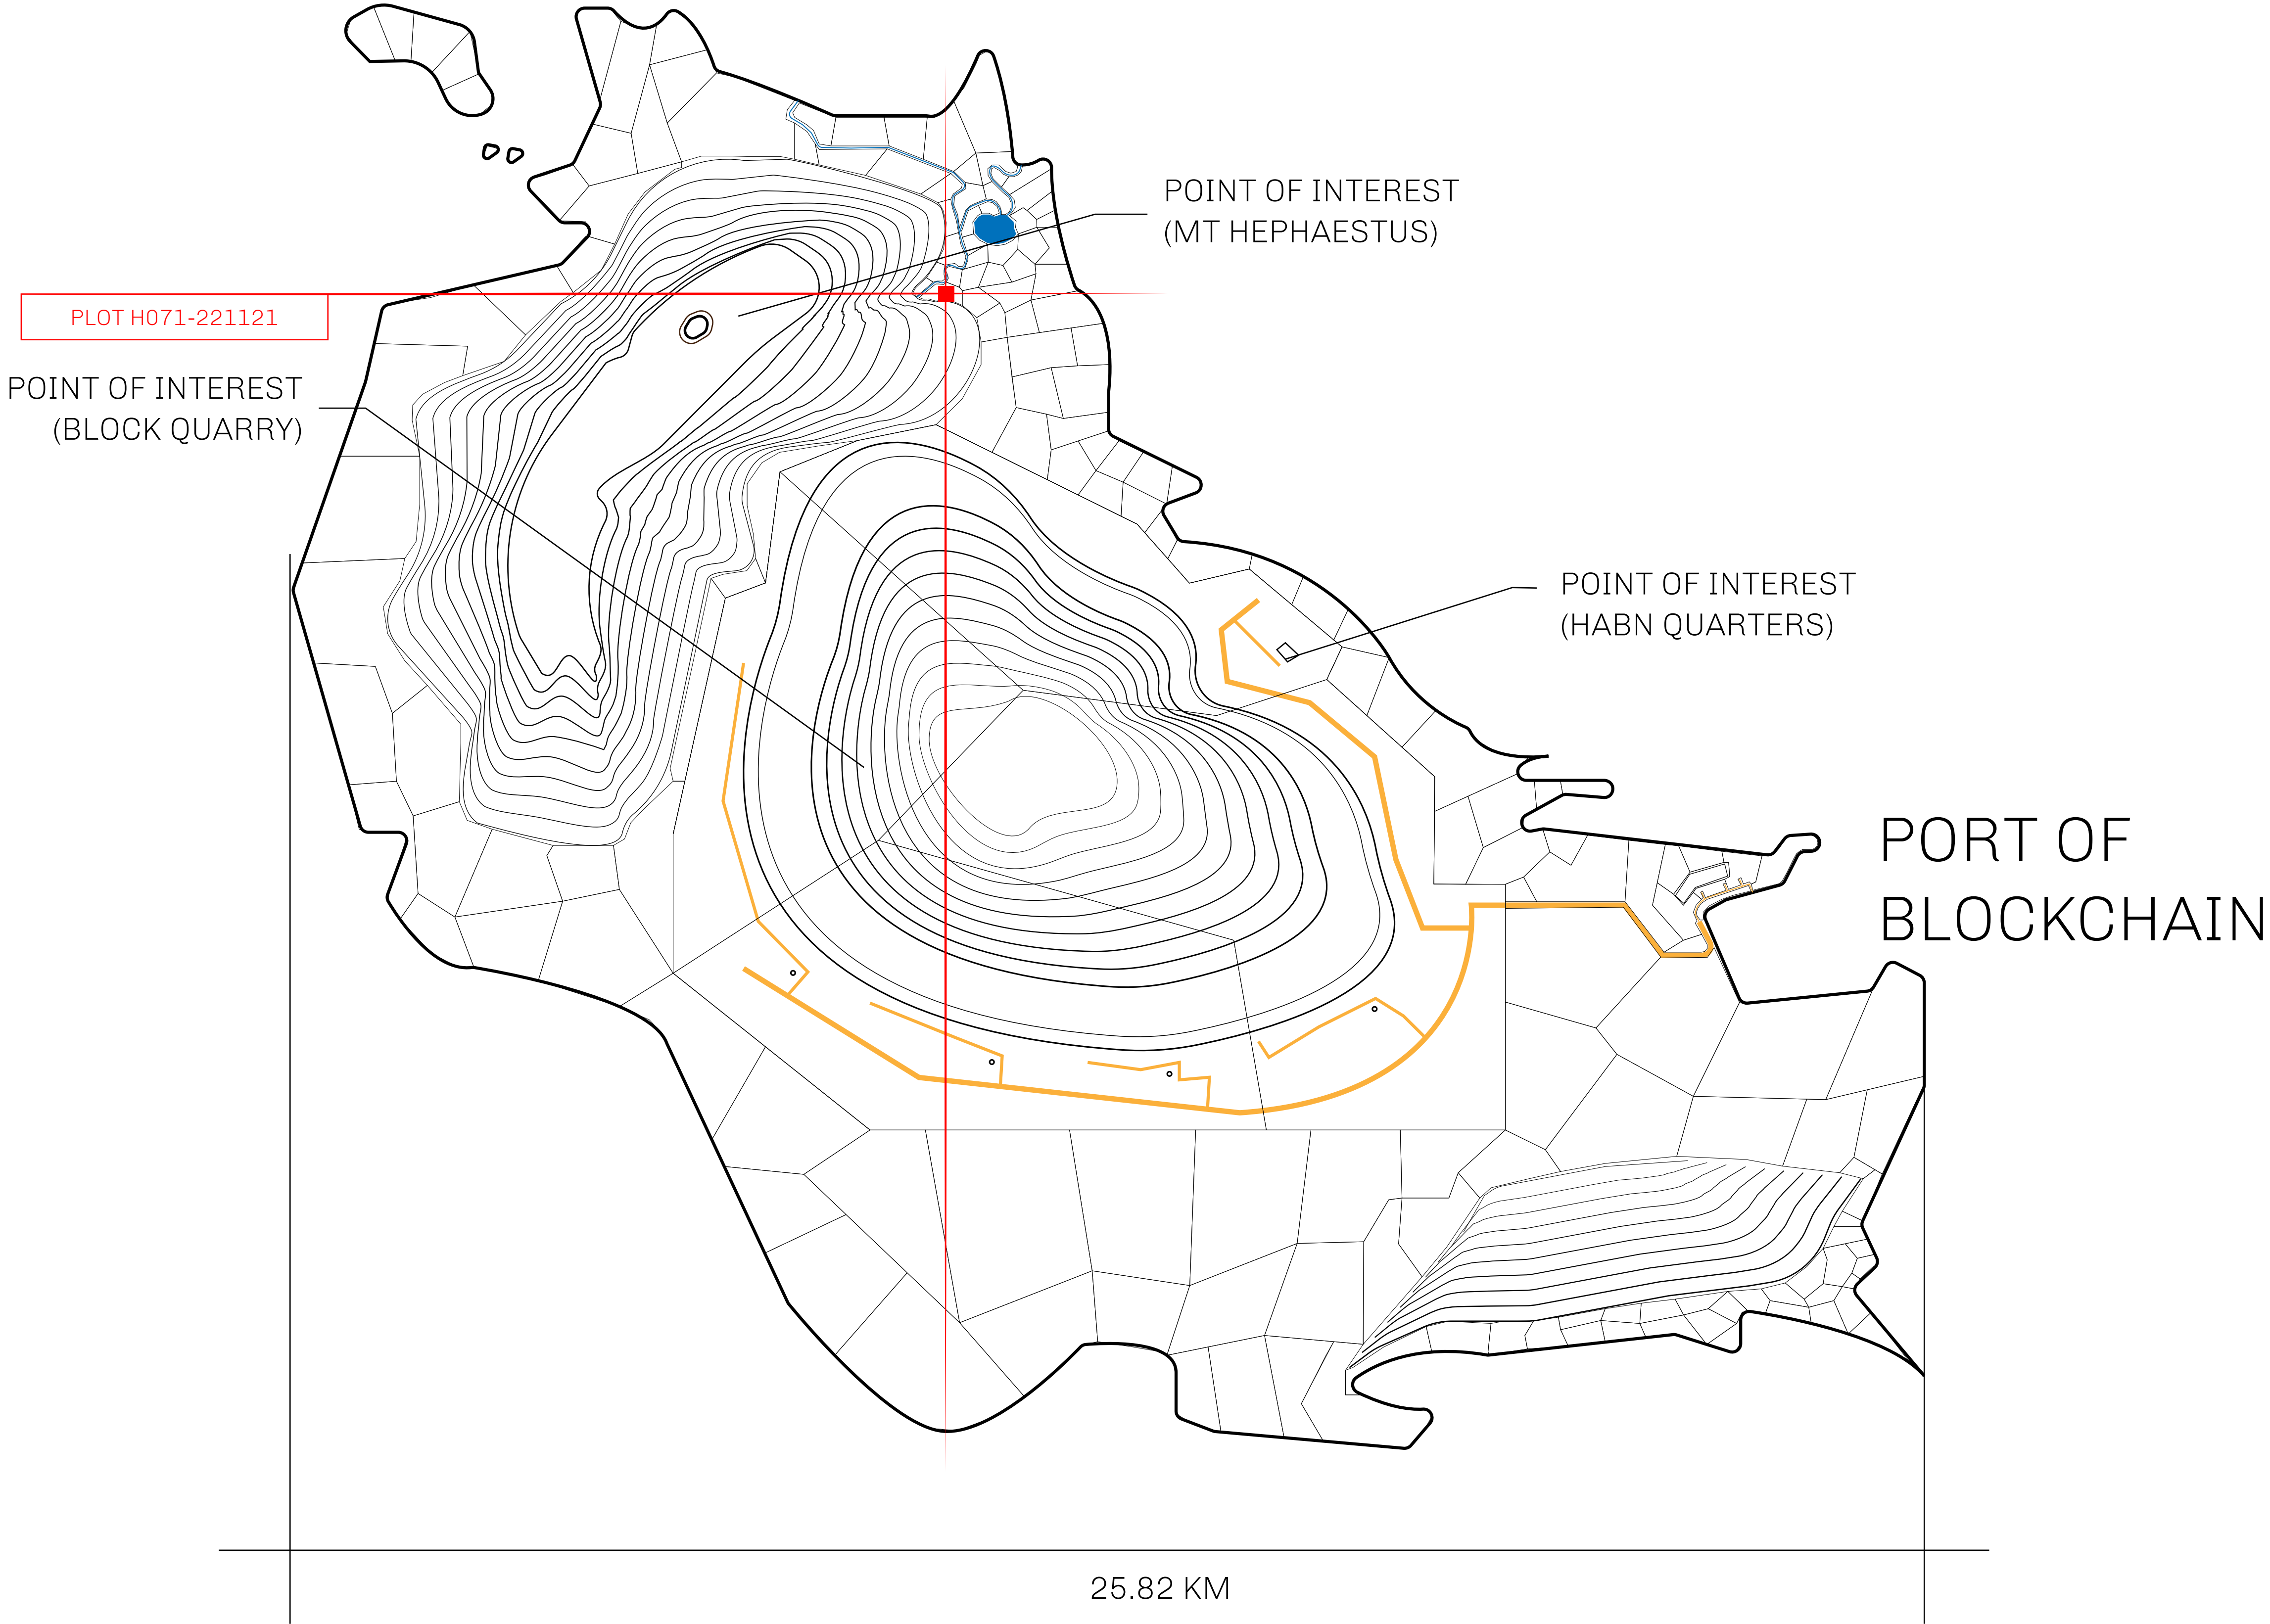 POINT OF INTEREST
(MT HEPHAESTUS)
PLOT H071-221121
POINT OF INTEREST
(BLOCK QUARRY)
POINT OF INTEREST
(HABN QUARTERS)
PORT OF
BLOCKCHAIN
25.82 KM